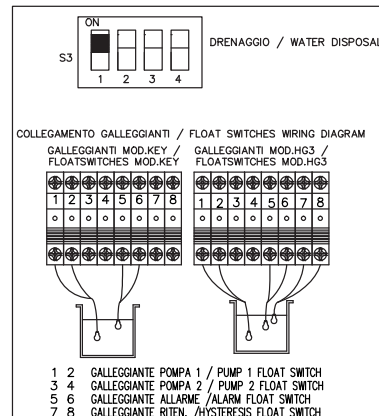 ON
S3
DRENAGGIO / WATER DISPOSAL
1 2 3 4
COLLEGAMENTO GALLEGGIANTI / FLOAT SWITCHES WIRING DIAGRAM
GALLEGGIANTI MOD.KEY /
FLOATSWITCHES MOD.KEY
GALLEGGIANTI MOD.HG3 /
FLOATSWITCHES MOD.HG3
1 2 3 4 5 6 7 8
1 2 3 4 5 6 7 8
1 2 GALLEGGIANTE POMPA 1 / PUMP 1 FLOAT SWITCH
3 4 GALLEGGIANTE POMPA 2 / PUMP 2 FLOAT SWITCH
5 6 GALLEGGIANTE ALLARME /ALARM FLOAT SWITCH
7 8 GALLEGGIANTE RITEN. /HYSTERESIS FLOAT SWITCH